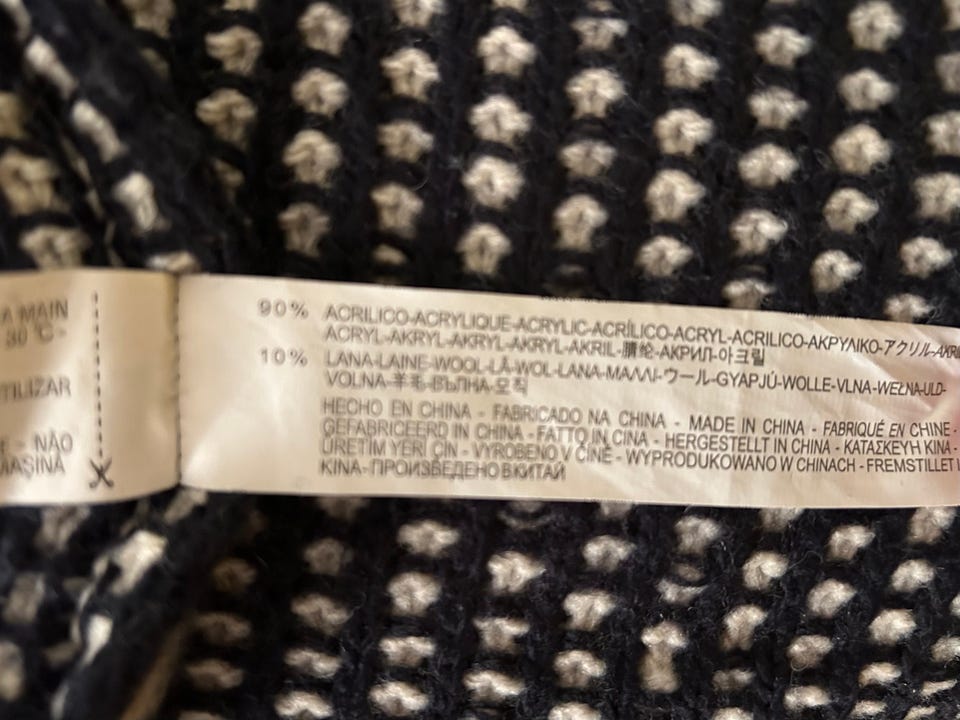 A MAIN
30°C-
TILIZAR
E - NÃO
MAȘINA
90% ACRILICO-ACRYLIQUE-ACRYLIC-ACRÍLICO-ACRYL-ACRILICO-ΑΚΡΥΛΙΚΟ-アクリル-AKRİ
ACRYL-AKRYL-AKRYL-AKRYL-AKRIL-腈纶-АКРИЛ-아크릴
10% LANA-LAINE-WOOL-LÃ-WOL-LANA-ΜΑΛΛΙ-ウール-GYAPJÚ-WOLLE-VLNA-WEŁNA-ULD-
VOLNA-羊毛-ВЪЛНА-모직
HECHO EN CHINA - FABRICADO NA CHINA - MADE IN CHINA - FABRIQUÉ EN CHINE -
GEFABRICEERD IN CHINA - FATTO IN CINA - HERGESTELLT IN CHINA - ΚΑΤΑΣΚΕΥΗ ΚΙΝΑ -
ÜRETİM YERİ ÇİN - VYROBENO V ČÍNĚ - WYPRODUKOWANO W CHINACH - FREMSTILLET I
KINA - ПРОИЗВЕДЕНО В КИТАЙ